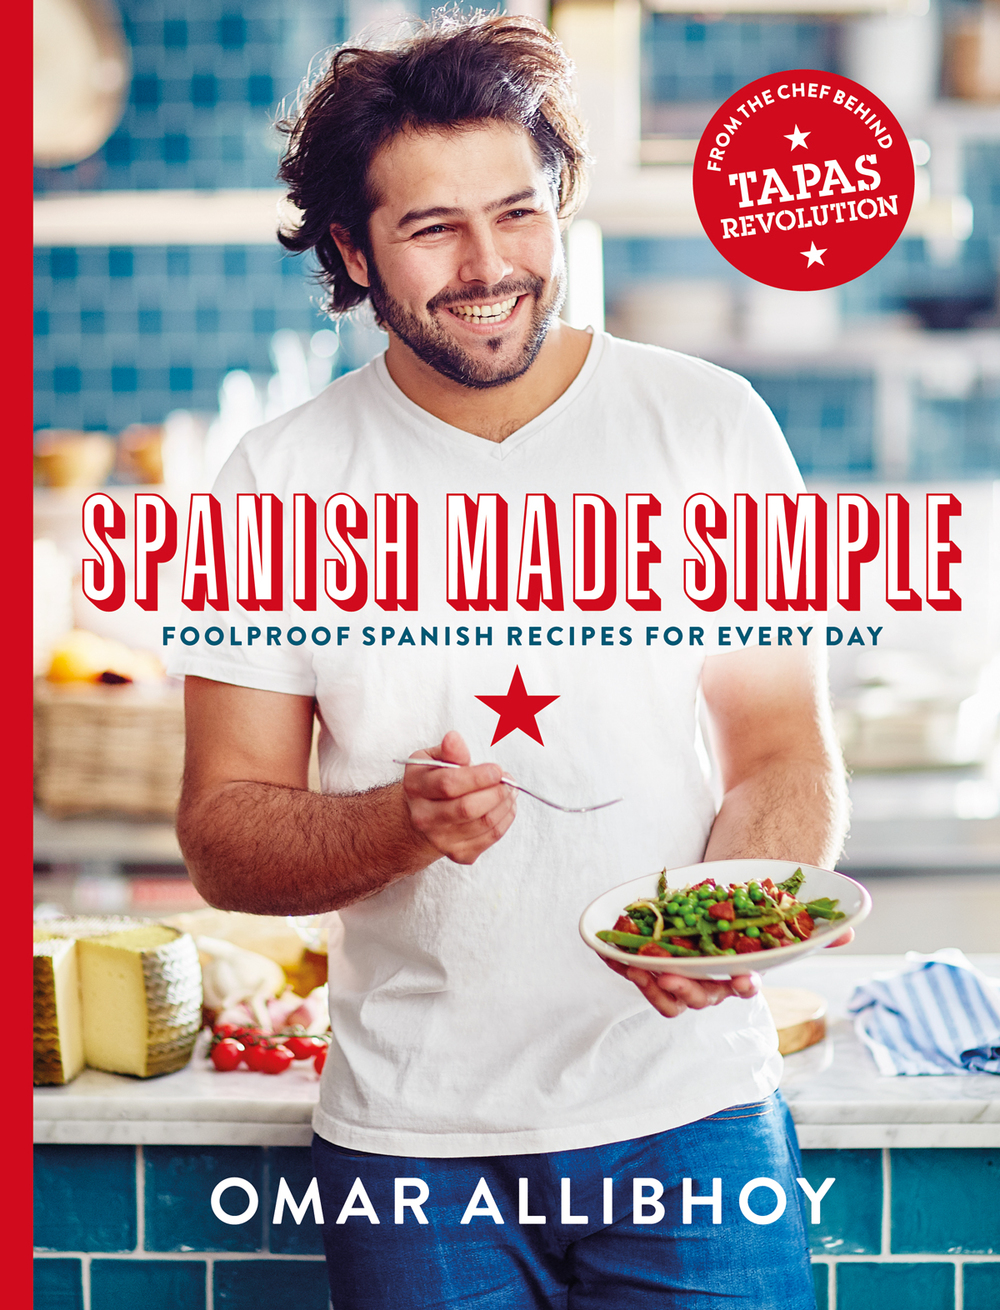 FROM THE CHEF BEHIND
TAPAS
REVOLUTION
SPANISH MADE SIMPLE
FOOLPROOF SPANISH RECIPES FOR EVERY DAY
OMAR ALLIBHOY